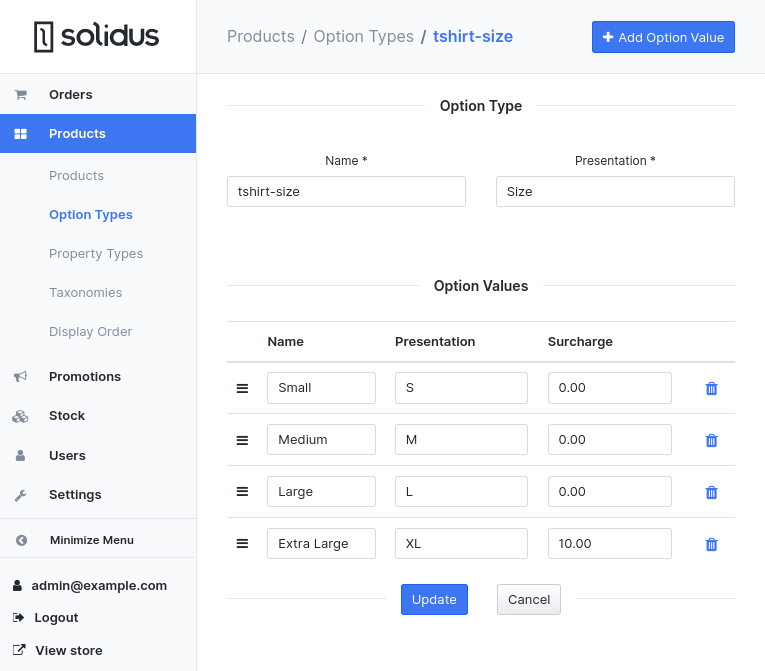 solidus
Products / Option Types / tshirt-size
Add Option Value
Orders
Products
Products
Option Types
Property Types
Taxonomies
Display Order
Promotions
Stock
Users
Settings
Minimize Menu
admin@example.com
Logout
View store
Option Type
Name * Presentation *
tshirt-size Size
Option Values
Name Presentation Surcharge
Small S 0.00
Medium M 0.00
Large L 0.00
Extra Large XL 10.00
Update Cancel